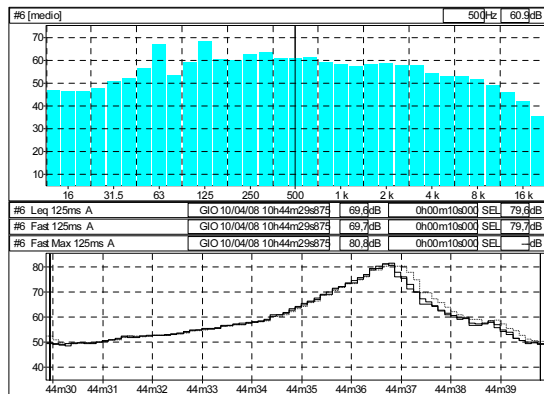 #6 [medio] 500Hz 60.9dB
70
60
50
40
30
20
10
16 31.5 63 125 250 500 1 k 2 k 4 k 8 k 16 k
#6 Leq 125ms A GIO 10/04/08 10h44m29s875 69,6dB 0h00m10s000 SEL 79,6dB
#6 Fast 125ms A GIO 10/04/08 10h44m29s875 69,7dB 0h00m10s000 SEL 79,7dB
#6 Fast Max 125ms A GIO 10/04/08 10h44m29s875 80,8dB 0h00m10s000 SEL ---dB
80
70
60
50
40
44m30 44m31 44m32 44m33 44m34 44m35 44m36 44m37 44m38 44m39